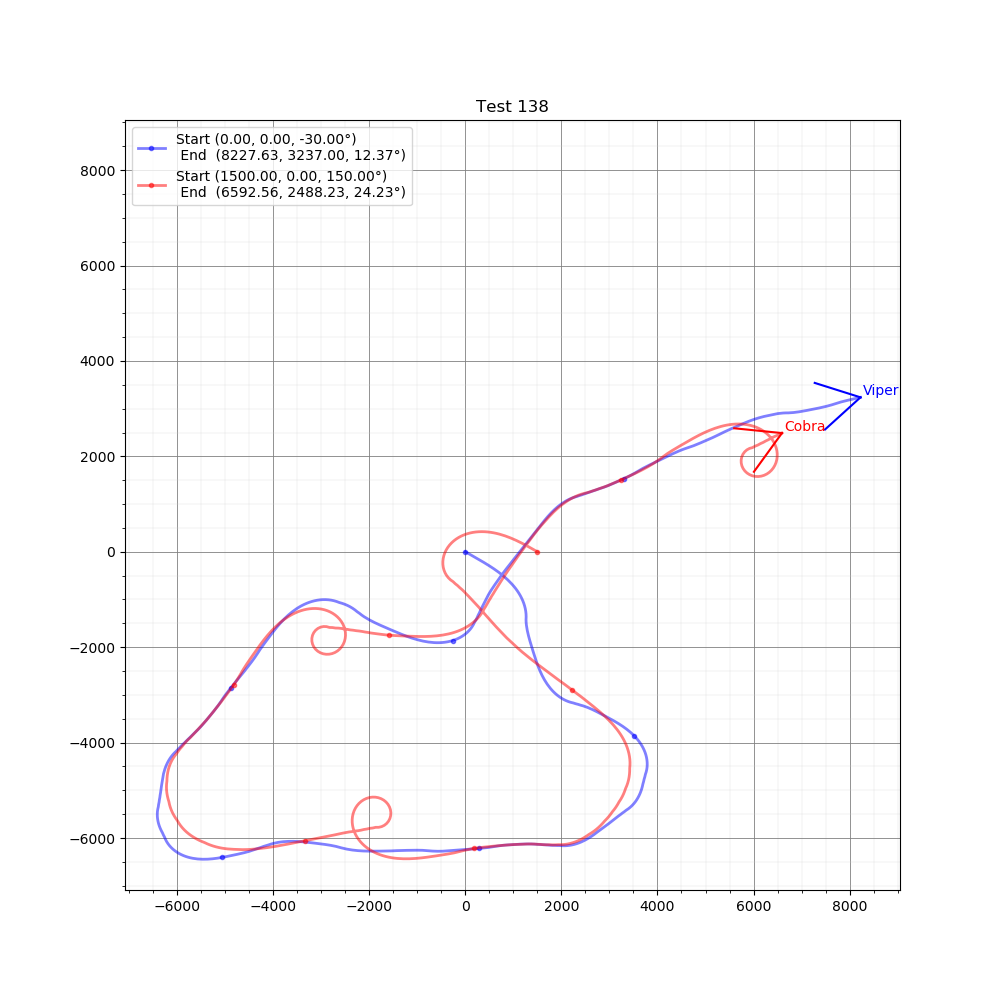 Test 138
Start (0.00, 0.00, -30.00°)
End (8227.63, 3237.00, 12.37°)
Start (1500.00, 0.00, 150.00°)
End (6592.56, 2488.23, 24.23°)
8000
6000
4000
2000
0
−2000
−4000
−6000
Viper
Cobra
−6000 −4000 −2000 0 2000 4000 6000 8000